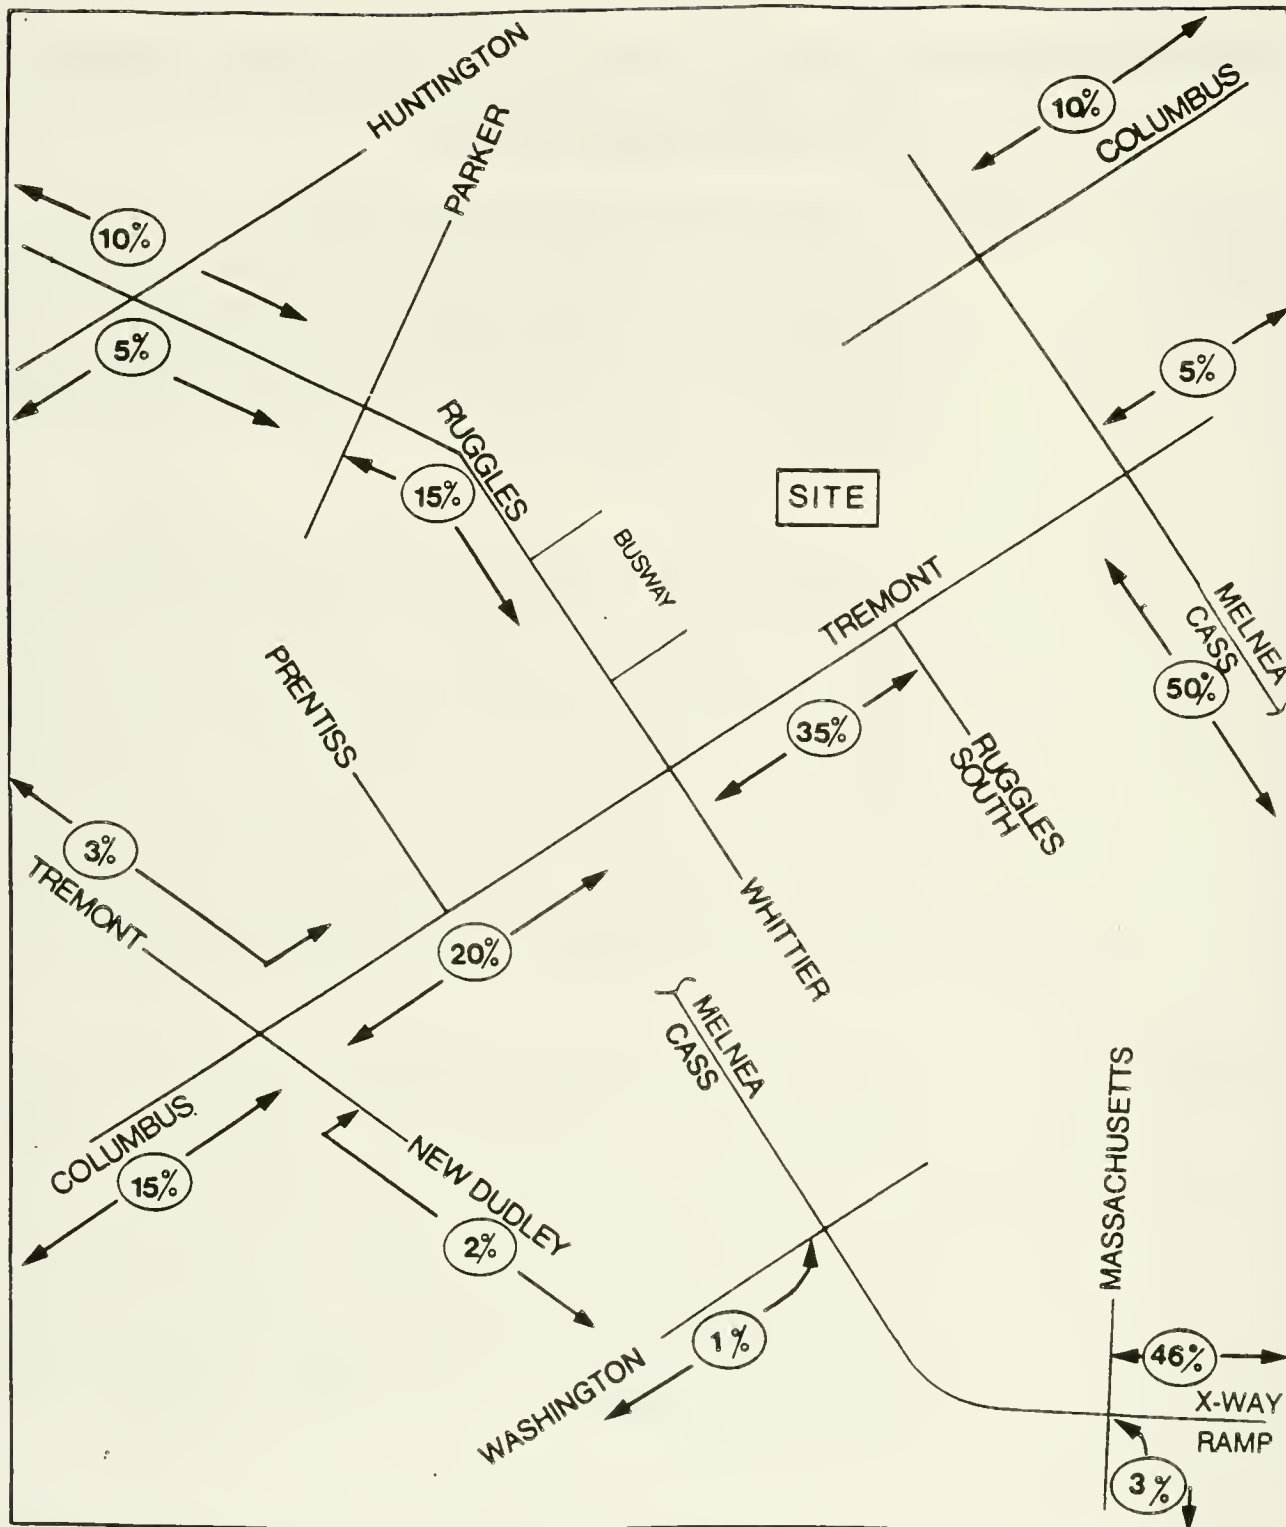 HUNTINGTON
PARKER
10%
COLUMBUS
10%
5%
5%
RUGGLES
15%
SITE
BUSWAY
TREMONT
MELNEA
CASS
50%
PRENTISS
35%
RUGGLES
SOUTH
3%
TREMONT
20%
WHITTIER
MELNEA
CASS
COLUMBUS
15%
NEW DUDLEY
2%
MASSACHUSETTS
WASHINGTON
1%
46%
X-WAY
RAMP
3%